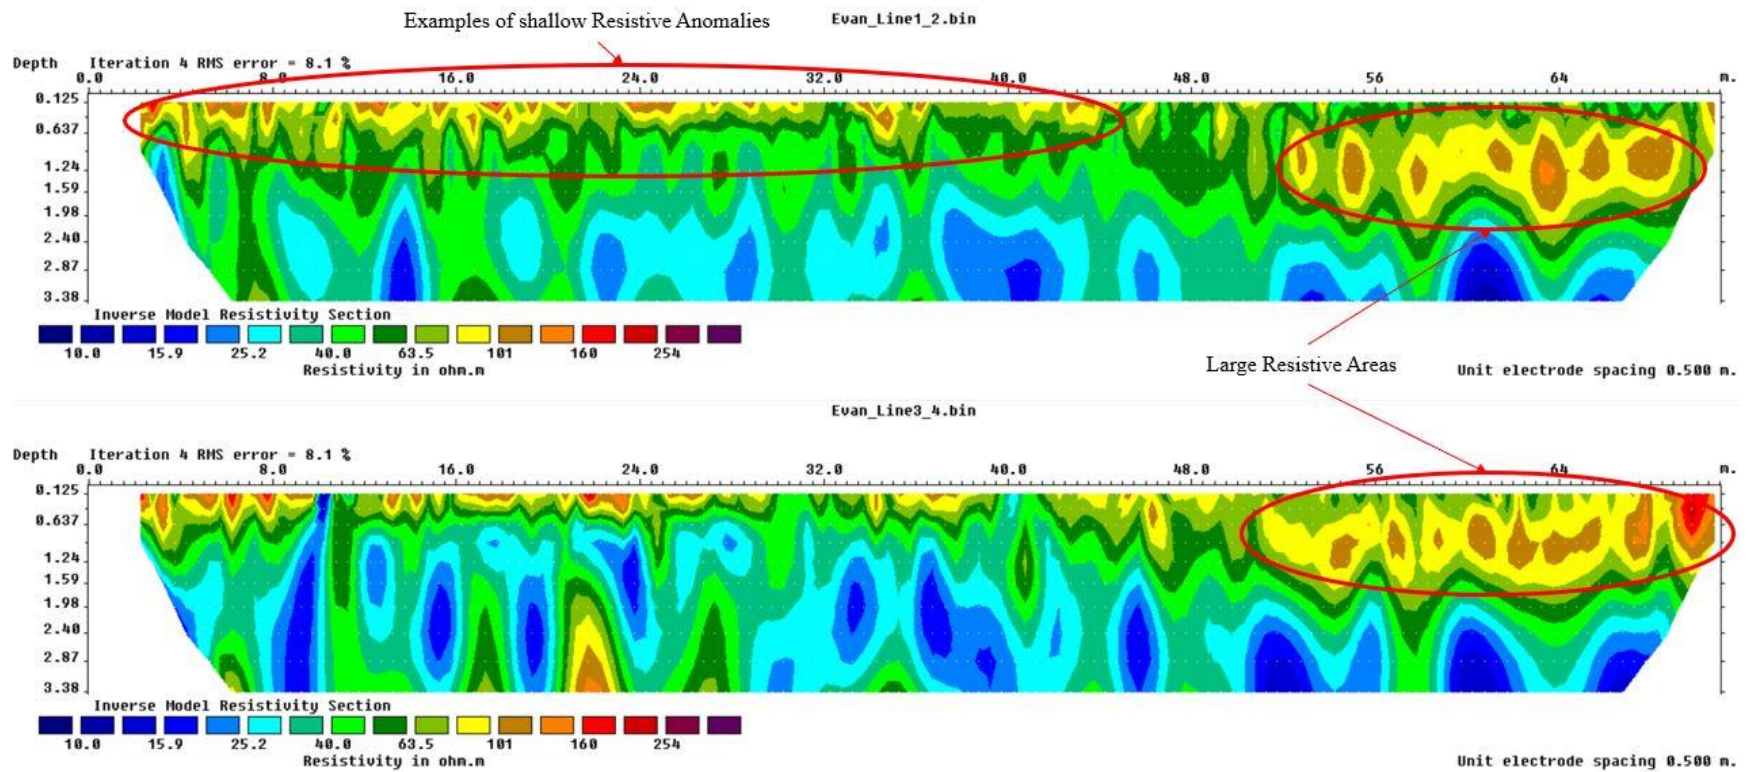 Examples of shallow Resistive Anomalies
Evan_Line1_2.bin
Depth Iteration 4 RMS error = 8.1 %
0.0 8.0 16.0 24.0 32.0 40.0 48.0 56 64 m.
0.125
0.637
1.24
1.59
1.98
2.40
2.87
3.38
Inverse Model Resistivity Section
10.0 15.9 25.2 40.0 63.5 101 160 254
Resistivity in ohm.m
Large Resistive Areas
Unit electrode spacing 0.500 m.
Evan_Line3_4.bin
Depth Iteration 4 RMS error = 8.1 %
0.0 8.0 16.0 24.0 32.0 40.0 48.0 56 64 m.
0.125
0.637
1.24
1.59
1.98
2.40
2.87
3.38
Inverse Model Resistivity Section
10.0 15.9 25.2 40.0 63.5 101 160 254
Resistivity in ohm.m
Unit electrode spacing 0.500 m.